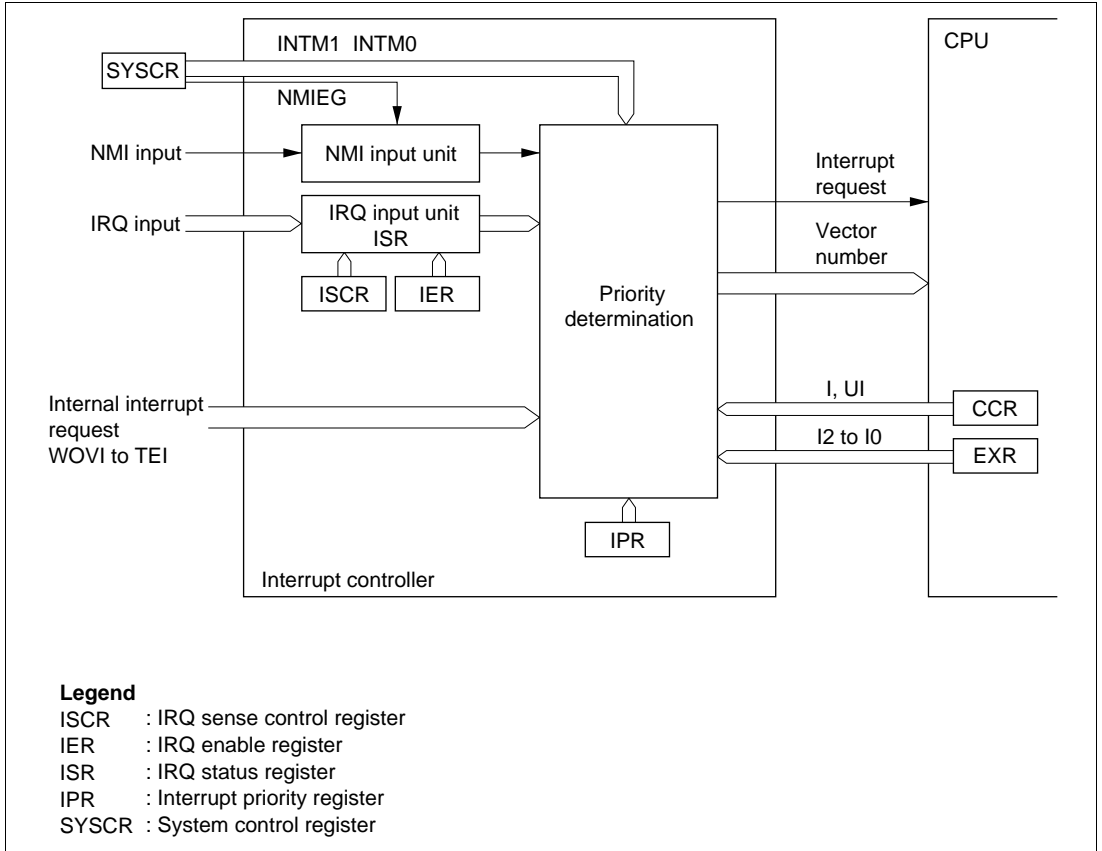 INTM1 INTM0
CPU
SYSCR
NMIEG
NMI input
NMI input unit
Interrupt
request
IRQ input
IRQ input unit
ISR
Vector
number
ISCR
IER
Priority
determination
Internal interrupt
request
WOVI to TEI
I, UI
CCR
I2 to I0
EXR
IPR
Interrupt controller
Legend
ISCR : IRQ sense control register
IER : IRQ enable register
ISR : IRQ status register
IPR : Interrupt priority register
SYSCR : System control register